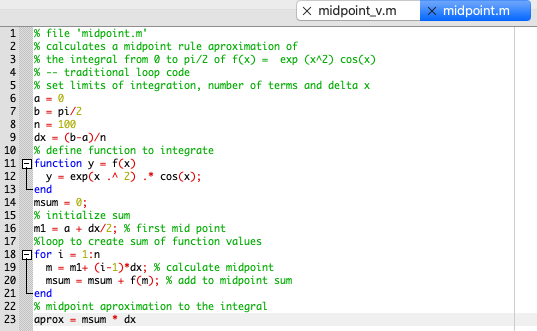 midpoint_v.m midpoint.m
1 % file 'midpoint.m'
2 % calculates a midpoint rule aproximation of
3 % the integral from 0 to pi/2 of f(x) =  exp (x^2) cos(x)
4 % -- traditional loop code
5 % set limits of integration, number of terms and delta x
6 a = 0
7 b = pi/2
8 n = 100
9 dx = (b-a)/n
10 % define function to integrate
11 function y = f(x)
12   y = exp(x .^ 2) .* cos(x);
13 end
14 msum = 0;
15 % initialize sum
16 m1 = a + dx/2; % first mid point
17 %loop to create sum of function values
18 for i = 1:n
19   m = m1+ (i-1)*dx; % calculate midpoint
20   msum = msum + f(m); % add to midpoint sum
21 end
22 % midpoint aproximation to the integral
23 aprox = msum * dx